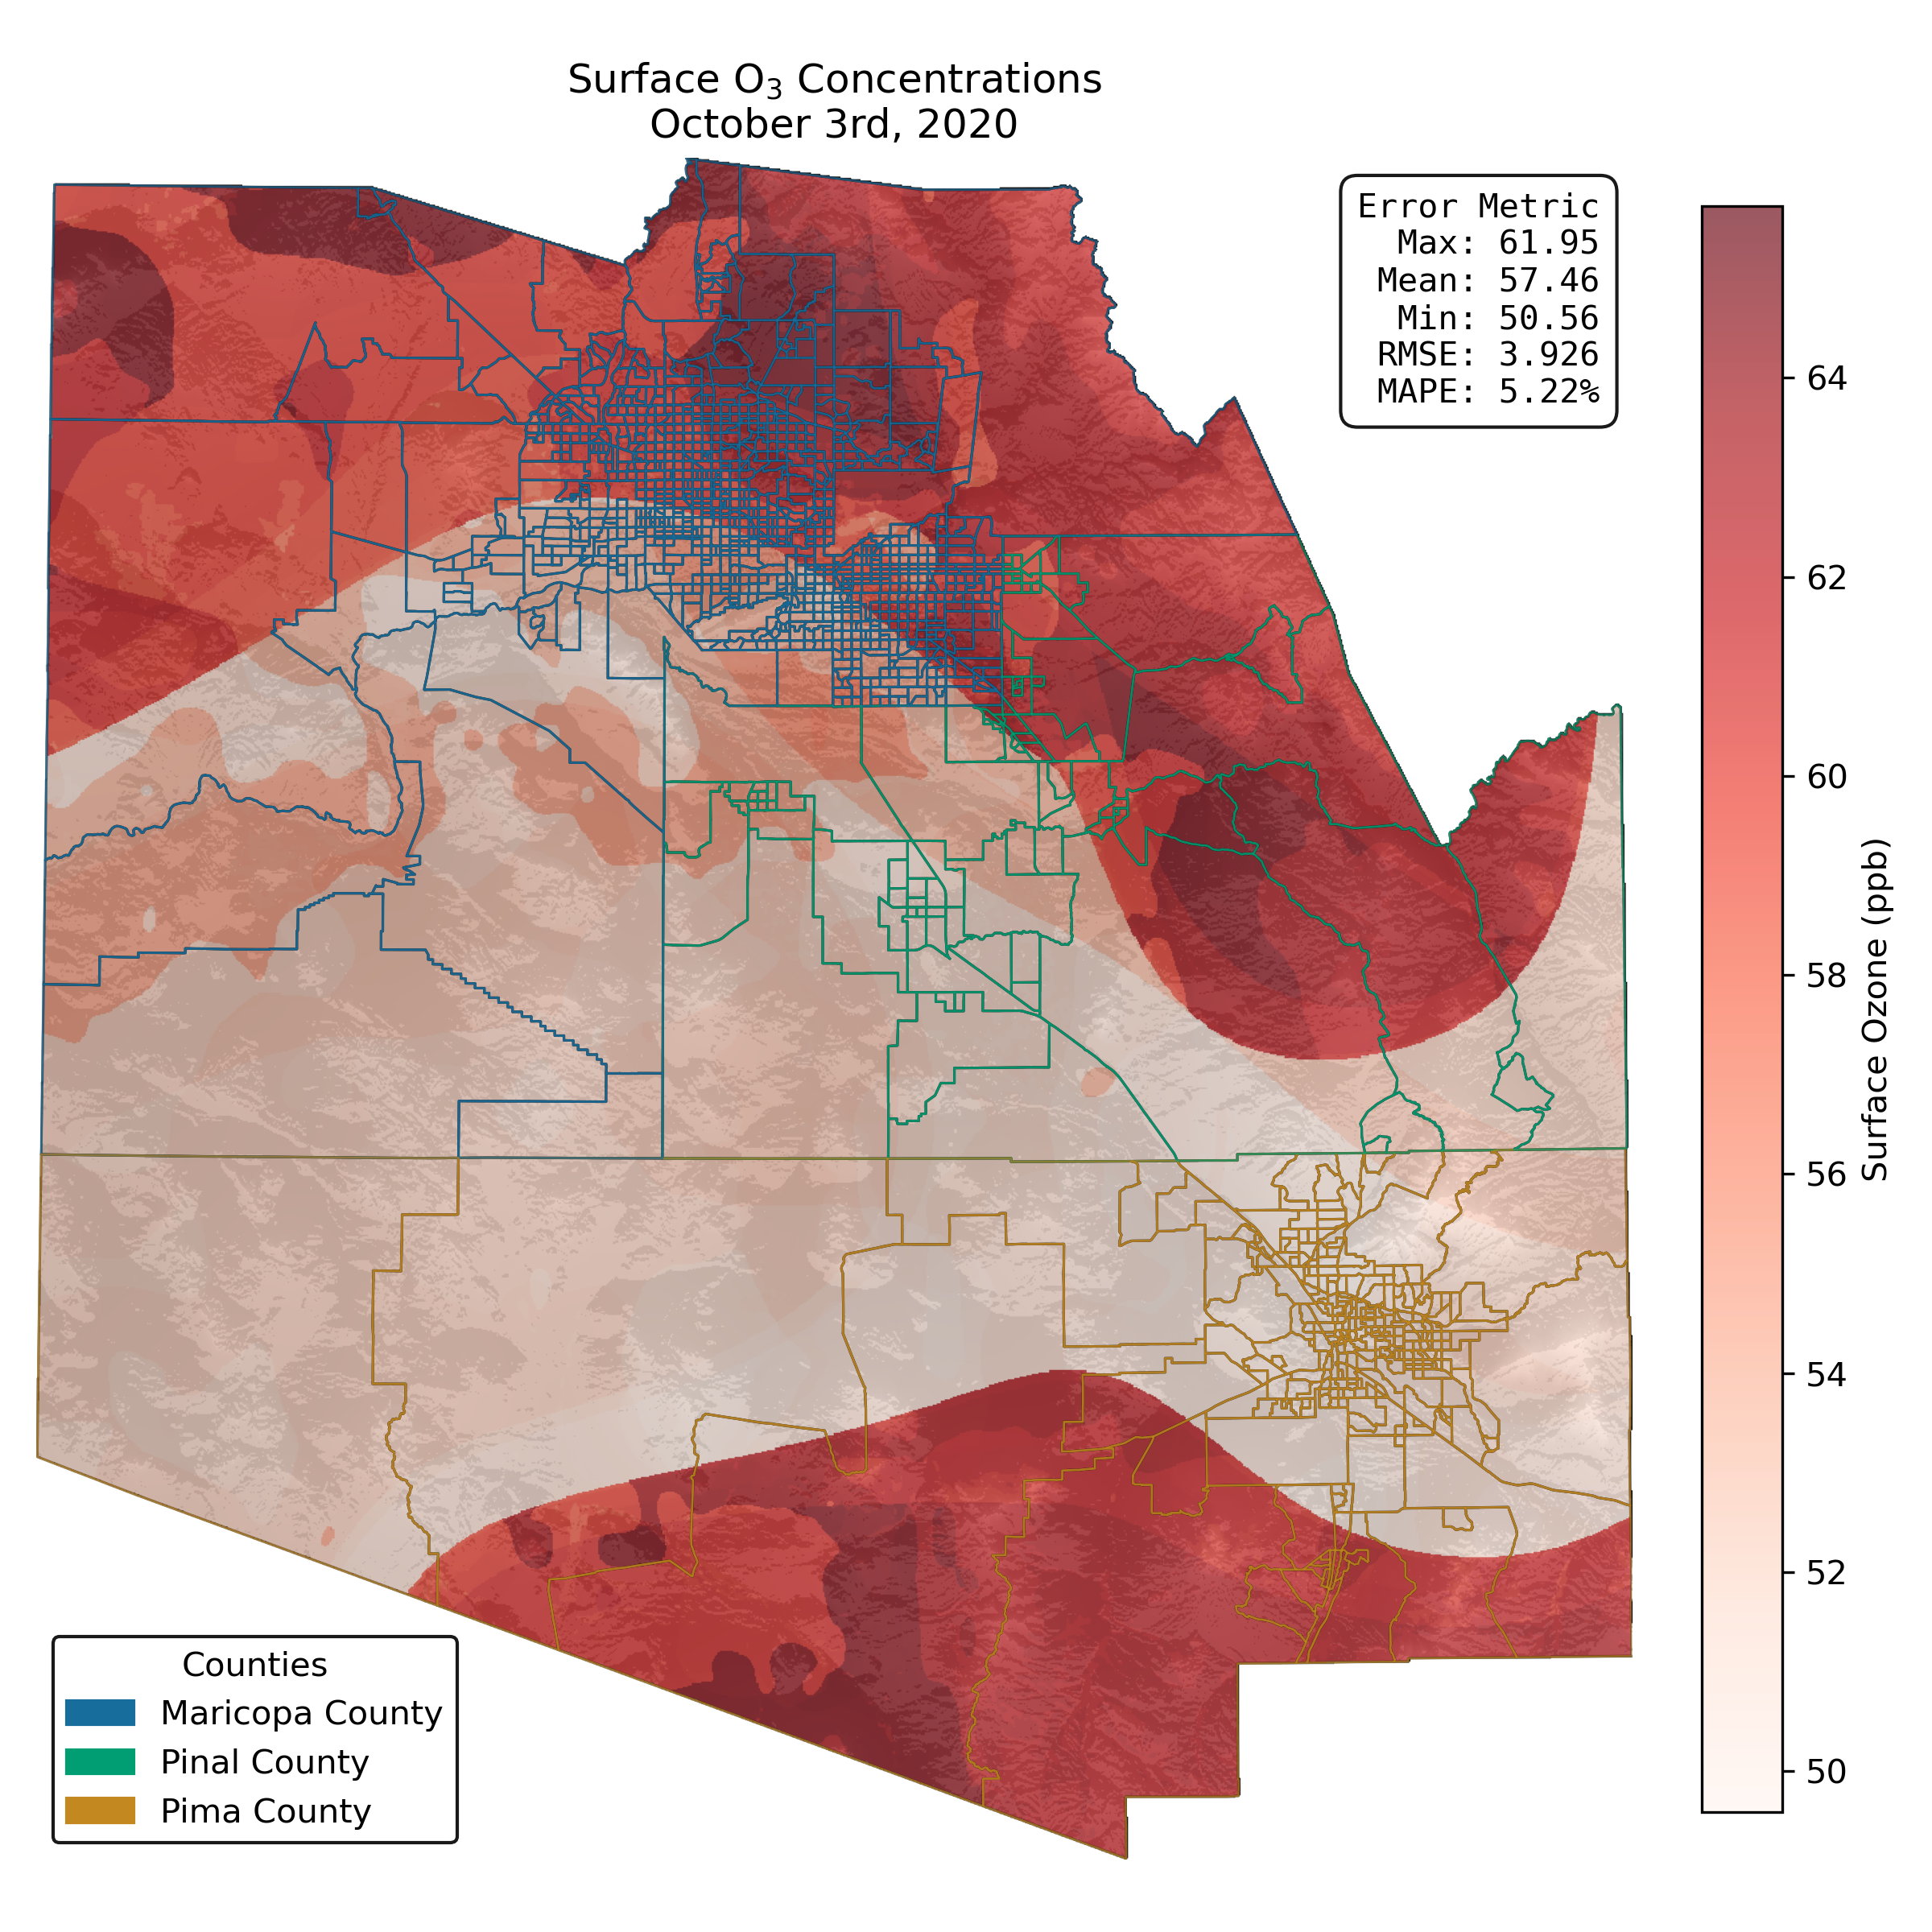 Surface O₃ Concentrations
October 3rd, 2020
Error Metric
Max: 61.95
Mean: 57.46
Min: 50.56
RMSE: 3.926
MAPE: 5.22%
64
62
60
58
56
54
52
50
Surface Ozone (ppb)
Counties
Maricopa County
Pinal County
Pima County